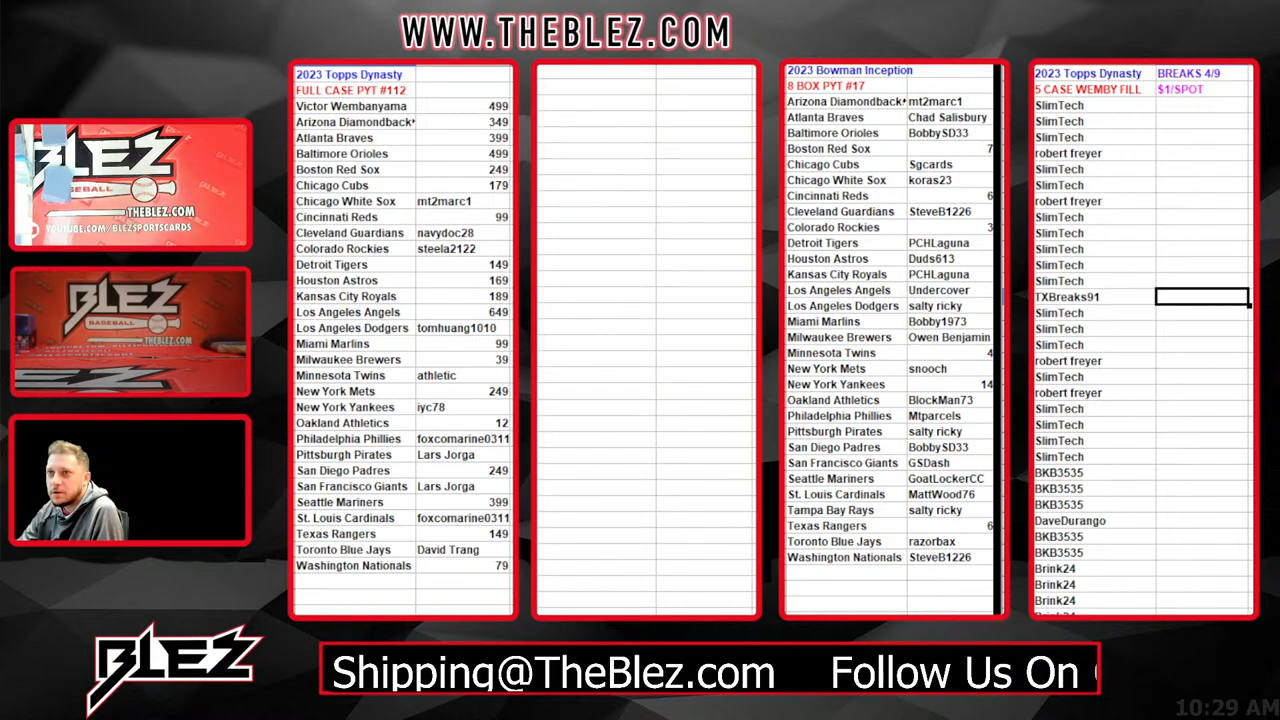 WWW.THEBLEZ.COM
BLEZ
BASEBALL
THEBLEZ.COM
YOUTUBE.COM/BLEZSPORTSCARDS
BLEZ
BASEBALL
2023 Topps Dynasty
FULL CASE PYT #112
Victor Wembanyama 499
Arizona Diamondback 349
Atlanta Braves 399
Baltimore Orioles 499
Boston Red Sox 249
Chicago Cubs 179
Chicago White Sox mt2marc1
Cincinnati Reds 99
Cleveland Guardians navydoc28
Colorado Rockies steela2122
Detroit Tigers 149
Houston Astros 169
Kansas City Royals 189
Los Angeles Angels 649
Los Angeles Dodgers tomhuang1010
Miami Marlins 99
Milwaukee Brewers 39
Minnesota Twins athletic
New York Mets 249
New York Yankees iyc78
Oakland Athletics 12
Philadelphia Phillies foxcomarine0311
Pittsburgh Pirates Lars Jorga
San Diego Padres 249
San Francisco Giants Lars Jorga
Seattle Mariners 399
St. Louis Cardinals foxcomarine0311
Texas Rangers 149
Toronto Blue Jays David Trang
Washington Nationals 79
2023 Bowman Inception
8 BOX PYT #17
Arizona Diamondback mt2marc1
Atlanta Braves Chad Salisbury
Baltimore Orioles BobbySD33
Boston Red Sox 7
Chicago Cubs Sgcards
Chicago White Sox koras23
Cincinnati Reds 6
Cleveland Guardians SteveB1226
Colorado Rockies 3
Detroit Tigers PCHLaguna
Houston Astros Duds613
Kansas City Royals PCHLaguna
Los Angeles Angels Undercover
Los Angeles Dodgers salty ricky
Miami Marlins Bobby1973
Milwaukee Brewers Owen Benjamin
Minnesota Twins 4
New York Mets snooch
New York Yankees 14
Oakland Athletics BlockMan73
Philadelphia Phillies Mtparcels
Pittsburgh Pirates salty ricky
San Diego Padres BobbySD33
San Francisco Giants GSDash
Seattle Mariners GoatLockerCC
St. Louis Cardinals MattWood76
Tampa Bay Rays salty ricky
Texas Rangers 6
Toronto Blue Jays razorbax
Washington Nationals SteveB1226
2023 Topps Dynasty BREAKS 4/9
5 CASE WEMBY FILL $1/SPOT
SlimTech
SlimTech
SlimTech
robert freyer
SlimTech
SlimTech
robert freyer
SlimTech
SlimTech
SlimTech
SlimTech
SlimTech
TXBreaks91
SlimTech
SlimTech
SlimTech
robert freyer
SlimTech
robert freyer
SlimTech
SlimTech
SlimTech
SlimTech
BKB3535
BKB3535
BKB3535
DaveDurango
BKB3535
BKB3535
Brink24
Brink24
Brink24
BLEZ
Shipping@TheBlez.com Follow Us On
10:29 AM